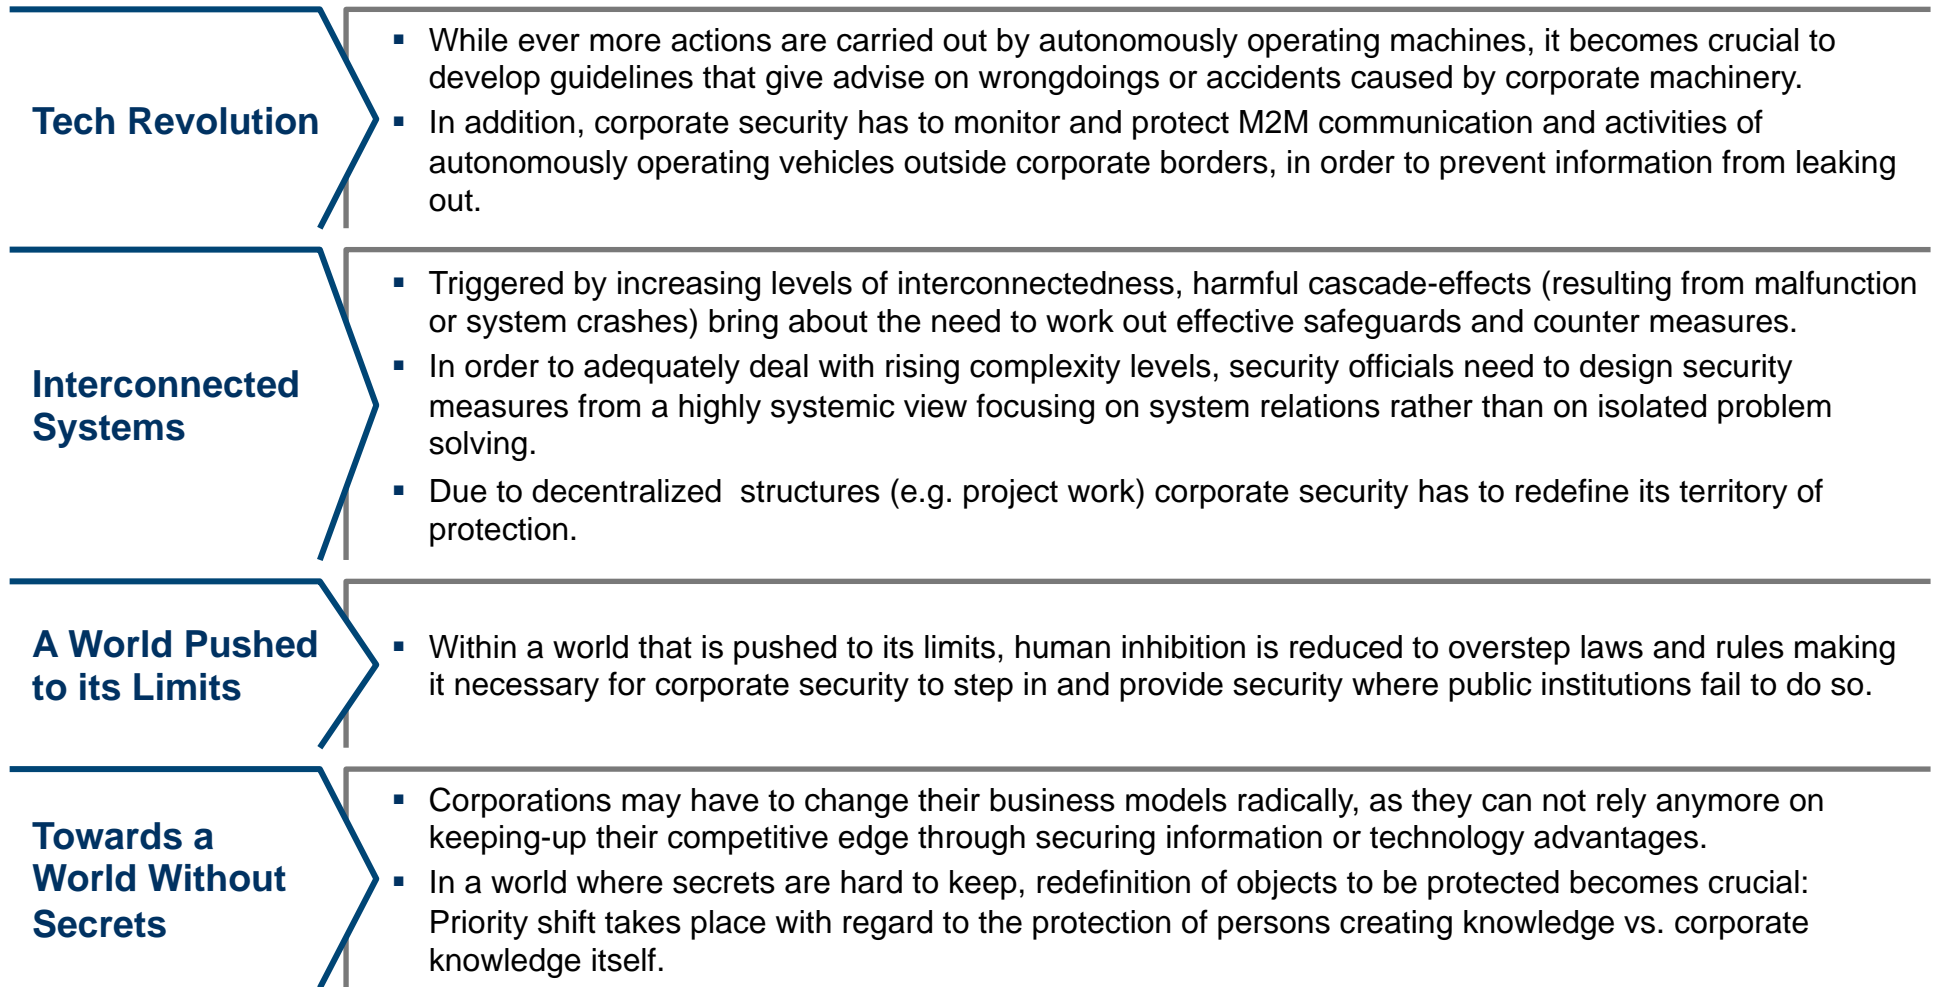 Tech Revolution
▪ While ever more actions are carried out by autonomously operating machines, it becomes crucial to
develop guidelines that give advise on wrongdoings or accidents caused by corporate machinery.
▪ In addition, corporate security has to monitor and protect M2M communication and activities of
autonomously operating vehicles outside corporate borders, in order to prevent information from leaking
out.
Interconnected
Systems
▪ Triggered by increasing levels of interconnectedness, harmful cascade-effects (resulting from malfunction
or system crashes) bring about the need to work out effective safeguards and counter measures.
▪ In order to adequately deal with rising complexity levels, security officials need to design security
measures from a highly systemic view focusing on system relations rather than on isolated problem
solving.
▪ Due to decentralized  structures (e.g. project work) corporate security has to redefine its territory of
protection.
A World Pushed
to its Limits
▪ Within a world that is pushed to its limits, human inhibition is reduced to overstep laws and rules making
it necessary for corporate security to step in and provide security where public institutions fail to do so.
Towards a
World Without
Secrets
▪ Corporations may have to change their business models radically, as they can not rely anymore on
keeping-up their competitive edge through securing information or technology advantages.
▪ In a world where secrets are hard to keep, redefinition of objects to be protected becomes crucial:
Priority shift takes place with regard to the protection of persons creating knowledge vs. corporate
knowledge itself.